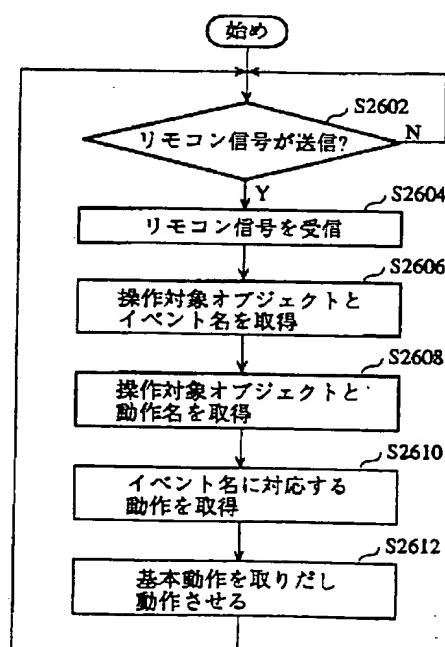 始め
S2602
リモコン信号が送信?
N
Y
S2604
リモコン信号を受信
S2606
操作対象オブジェクトと
イベント名を取得
S2608
操作対象オブジェクトと
動作名を取得
S2610
イベント名に対応する
動作を取得
S2612
基本動作を取りだし
動作させる